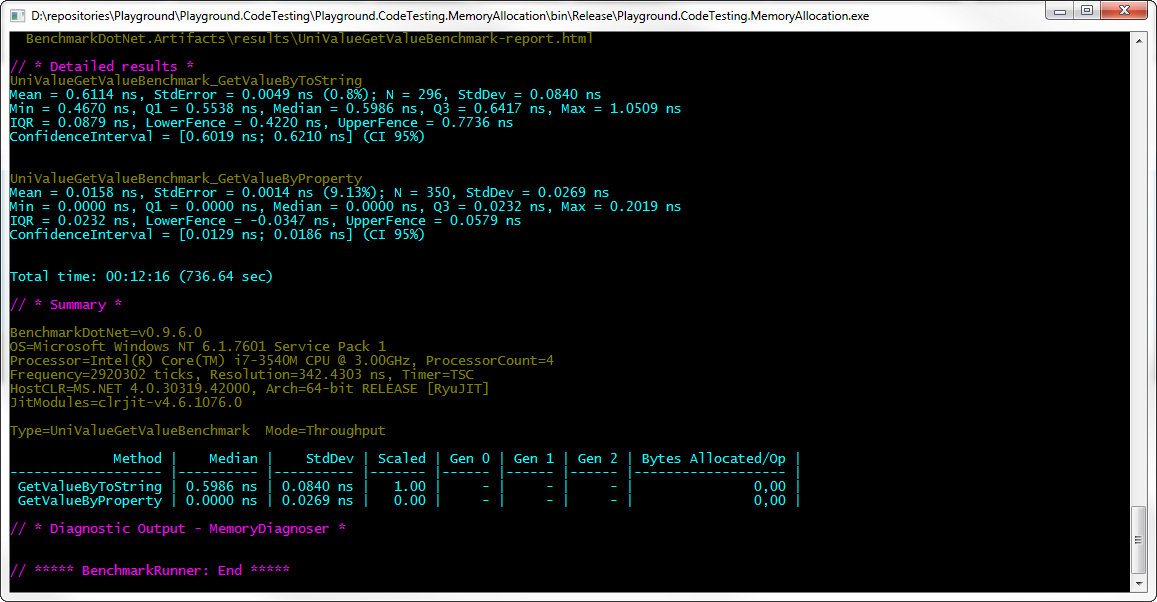 D:\repositories\Playground\Playground.CodeTesting\Playground.CodeTesting.MemoryAllocation\bin\Release\Playground.CodeTesting.MemoryAllocation.exe
BenchmarkDotNet.Artifacts\results\UniValueGetValueBenchmark-report.html
// * Detailed results *
UniValueGetValueBenchmark_GetValueByToString
Mean = 0.6114 ns, StdError = 0.0049 ns (0.8%); N = 296, StdDev = 0.0840 ns
Min = 0.4670 ns, Q1 = 0.5538 ns, Median = 0.5986 ns, Q3 = 0.6417 ns, Max = 1.0509 ns
IQR = 0.0879 ns, LowerFence = 0.4220 ns, UpperFence = 0.7736 ns
ConfidenceInterval = [0.6019 ns; 0.6210 ns] (CI 95%)
UniValueGetValueBenchmark_GetValueByProperty
Mean = 0.0158 ns, StdError = 0.0014 ns (9.13%); N = 350, StdDev = 0.0269 ns
Min = 0.0000 ns, Q1 = 0.0000 ns, Median = 0.0000 ns, Q3 = 0.0232 ns, Max = 0.2019 ns
IQR = 0.0232 ns, LowerFence = -0.0347 ns, UpperFence = 0.0579 ns
ConfidenceInterval = [0.0129 ns; 0.0186 ns] (CI 95%)
Total time: 00:12:16 (736.64 sec)
// * Summary *
BenchmarkDotNet=v0.9.6.0
OS=Microsoft Windows NT 6.1.7601 Service Pack 1
Processor=Intel(R) Core(TM) i7-3540M CPU @ 3.00GHz, ProcessorCount=4
Frequency=2920302 ticks, Resolution=342.4303 ns, Timer=TSC
HostCLR=MS.NET 4.0.30319.42000, Arch=64-bit RELEASE [RyuJIT]
JitModules=clrjit-v4.6.1076.0
Type=UniValueGetValueBenchmark  Mode=Throughput
Method | Median | StdDev | Scaled | Gen 0 | Gen 1 | Gen 2 | Bytes Allocated/Op |
------------------- |---------- |---------- |------- |------ |------ |------ |------------------- |
GetValueByToString | 0.5986 ns | 0.0840 ns | 1.00 | - | - | - | 0,00 |
GetValueByProperty | 0.0000 ns | 0.0269 ns | 0.00 | - | - | - | 0,00 |
// * Diagnostic Output - MemoryDiagnoser *
// ***** BenchmarkRunner: End *****